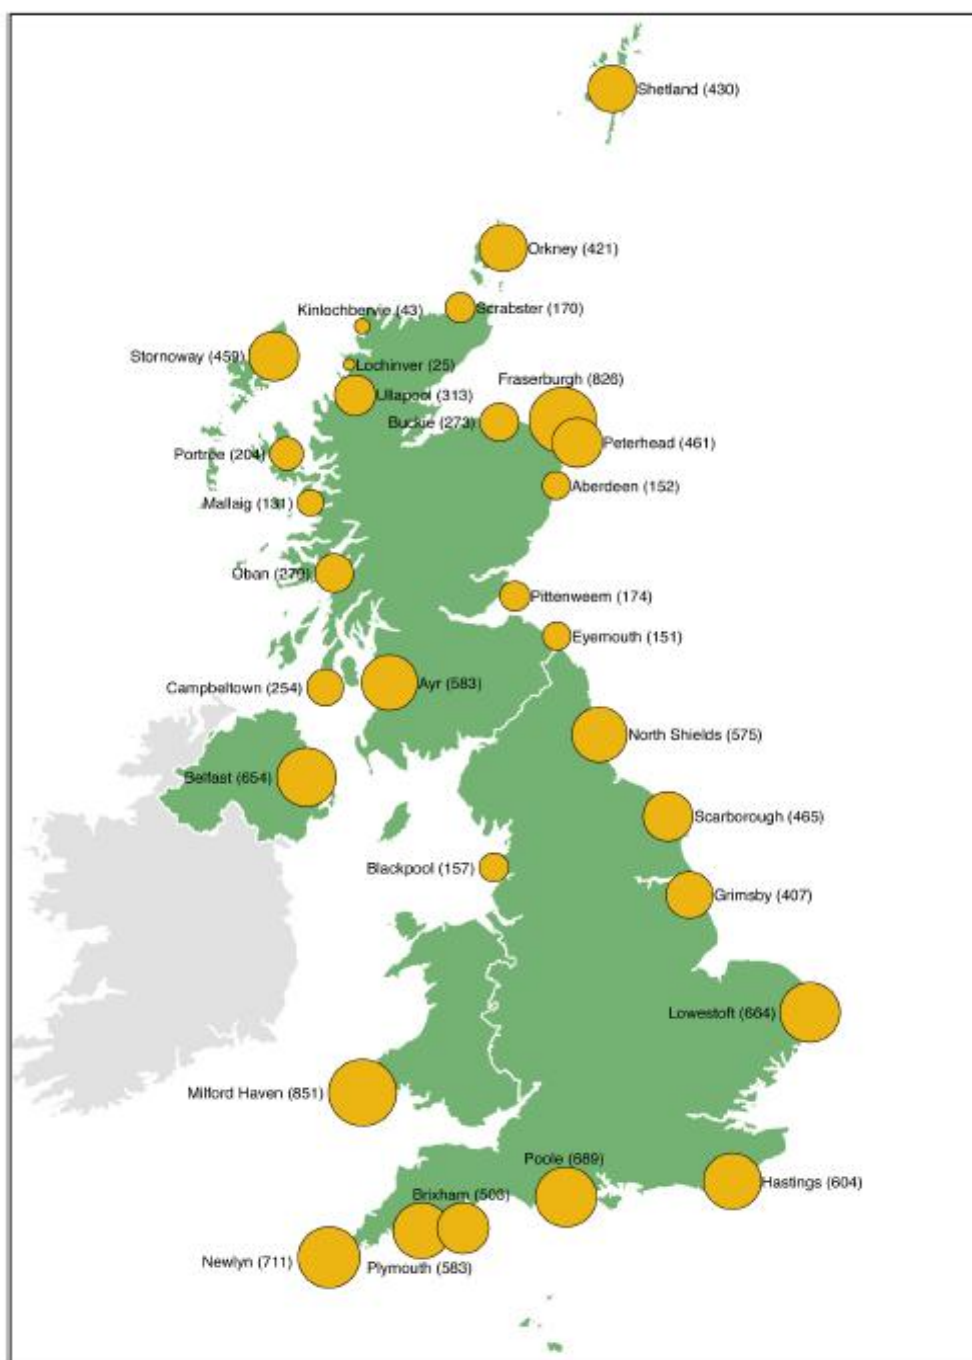 Shetland (430)
Orkney (421)
Scrabster (170)
Kinlochbervie (43)
Stornoway (459)
Lochinver (25)
Fraserburgh (826)
Ullapool (313)
Buckie (273)
Peterhead (461)
Portree (204)
Aberdeen (152)
Mallaig (131)
Oban (279)
Pittenweem (174)
Eyemouth (151)
Ayr (583)
Campbeltown (254)
North Shields (575)
Belfast (654)
Scarborough (465)
Blackpool (157)
Grimsby (407)
Lowestoft (664)
Milford Haven (851)
Poole (689)
Hastings (604)
Brixham
Newlyn (711)
Plymouth (583)